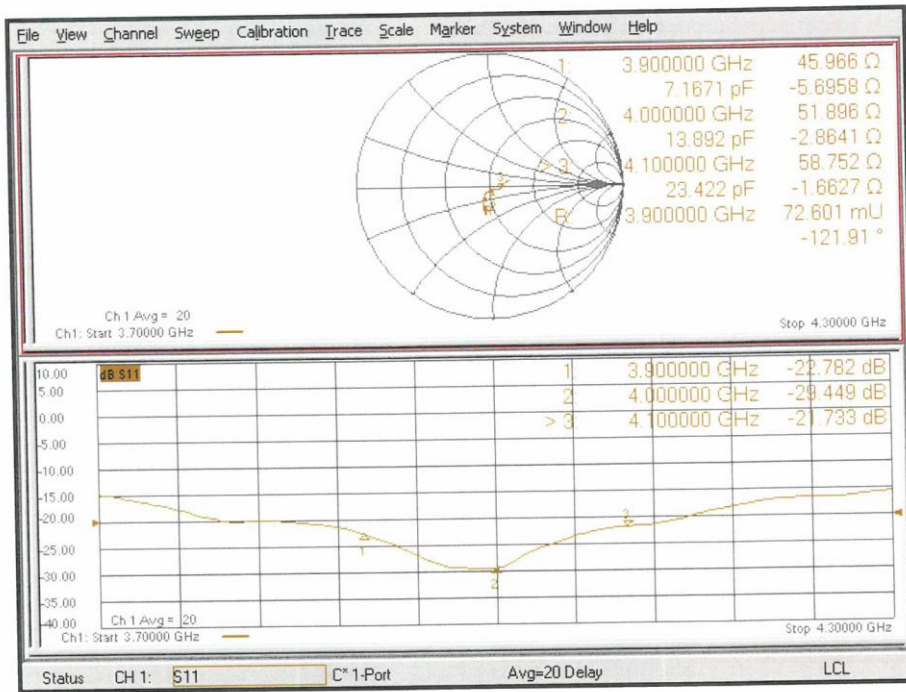 File View Channel Sweep Calibration Trace Scale Marker System Window Help
1: 3.900000 GHz 45.966 Ω
7.1671 pF -5.6958 Ω
2 4.000000 GHz 51.896 Ω
13.892 pF -2.8641 Ω
> 3: 4.100000 GHz 58.752 Ω
23.422 pF -1.6627 Ω
R: 3.900000 GHz 72.601 mU
-121.91 °
3
Ch 1 Avg = 20
Ch1: Start 3.70000 GHz
Stop 4.30000 GHz
10.00
dB S11
5.00
0.00
-5.00
-10.00
-15.00
-20.00
-25.00
-30.00
-35.00
-40.00
1: 3.900000 GHz -22.782 dB
2: 4.000000 GHz -29.449 dB
> 3: 4.100000 GHz -21.733 dB
3
1
2
Ch 1 Avg = 20
Ch1: Start 3.70000 GHz
Stop 4.30000 GHz
Status CH 1: S11 C* 1-Port Avg=20 Delay LCL